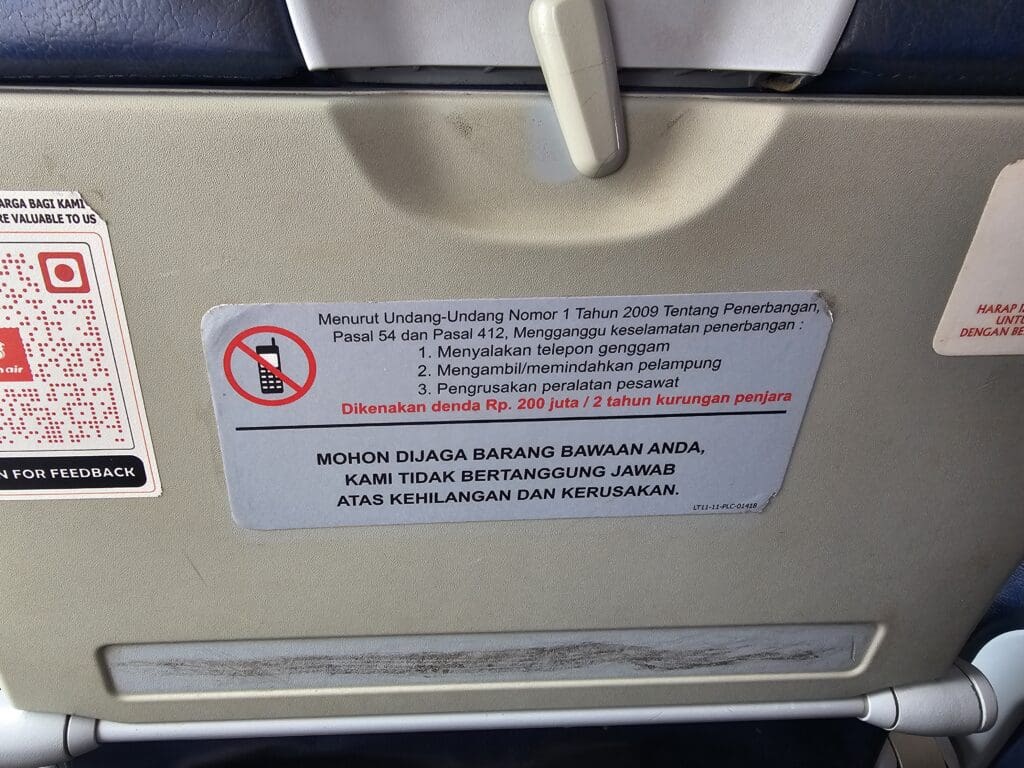 ARGA BAGI KAMI
RE VALUABLE TO US
air
N FOR FEEDBACK
Menurut Undang-Undang Nomor 1 Tahun 2009 Tentang Penerbangan,
Pasal 54 dan Pasal 412, Mengganggu keselamatan penerbangan :
1. Menyalakan telepon genggam
2. Mengambil/memindahkan pelampung
3. Pengrusakan peralatan pesawat
Dikenakan denda Rp. 200 juta / 2 tahun kurungan penjara
MOHON DIJAGA BARANG BAWAAN ANDA,
KAMI TIDAK BERTANGGUNG JAWAB
ATAS KEHILANGAN DAN KERUSAKAN.
LT11-11-PLC-01418
HARAP
UNTU
DENGAN BE